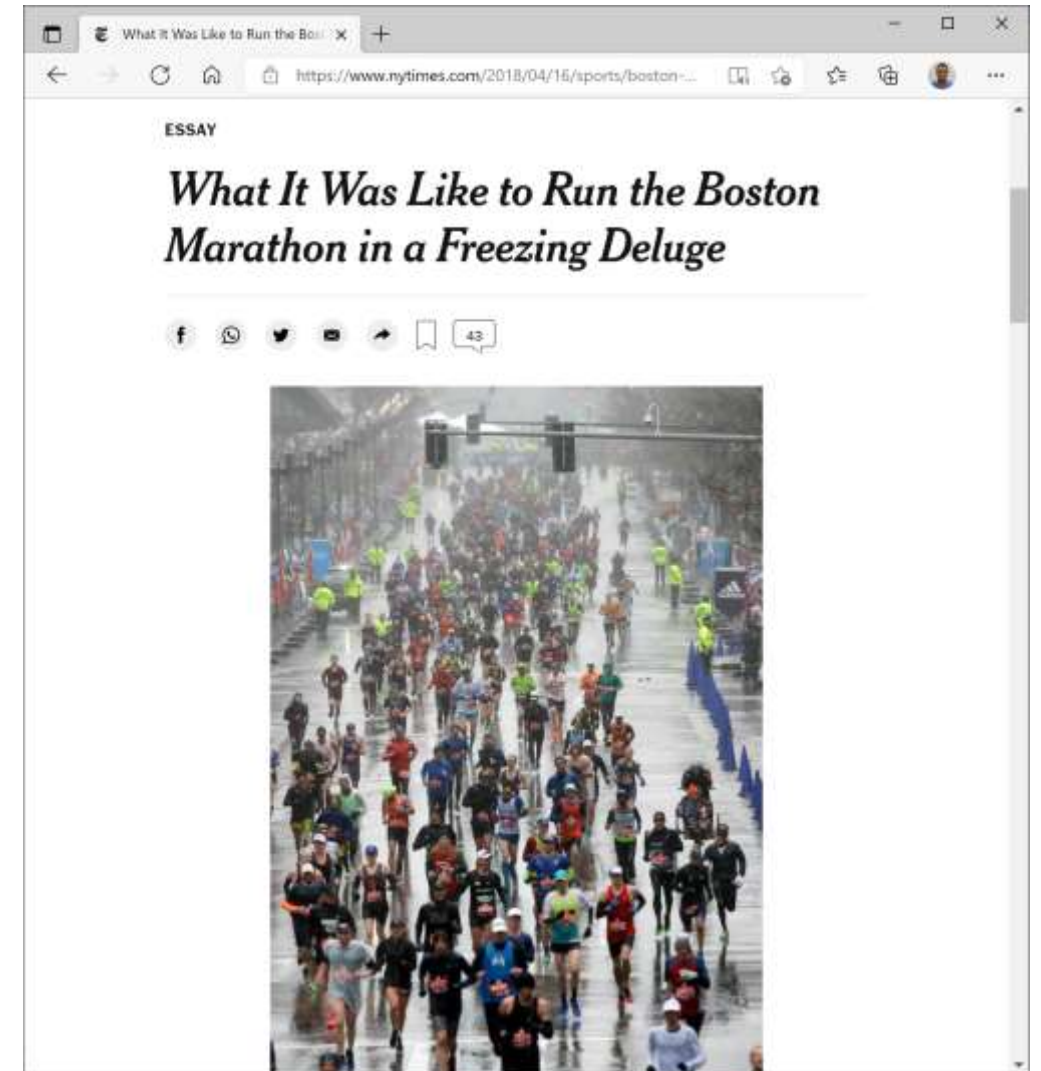 What It Was Like to Run the Bos
https://www.nytimes.com/2018/04/16/sports/boston-...
ESSAY
What It Was Like to Run the Boston
Marathon in a Freezing Deluge
43